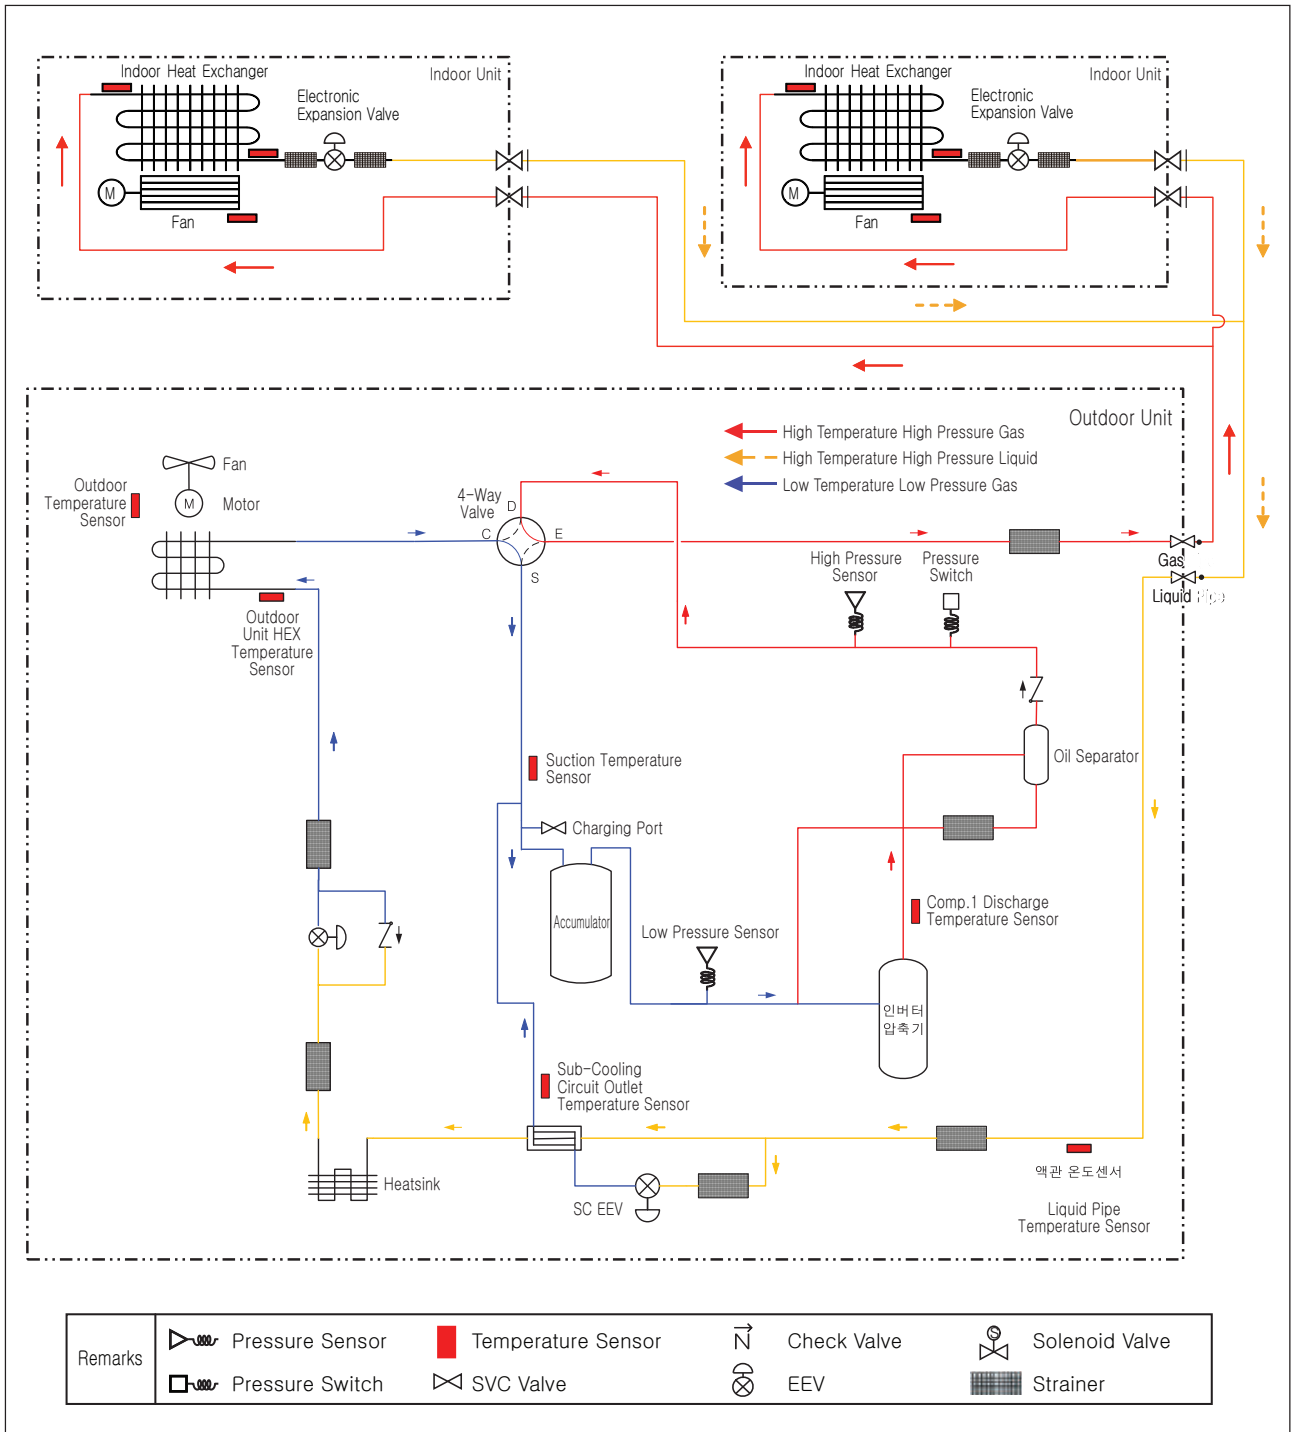 Indoor Heat Exchanger
Indoor Unit
Electronic
Expansion Valve
M
Fan
Indoor Heat Exchanger
Indoor Unit
Electronic
Expansion Valve
M
Fan
Outdoor Unit
High Temperature High Pressure Gas
High Temperature High Pressure Liquid
Low Temperature Low Pressure Gas
Fan
Outdoor
Temperature
Sensor
M
Motor
4-Way
Valve
D
C
E
S
High Pressure
Sensor
Pressure
Switch
Gas
Liquid Pipe
Outdoor
Unit HEX
Temperature
Sensor
Suction Temperature
Sensor
Oil Separator
Charging Port
Accumulator
Comp.1 Discharge
Temperature Sensor
Low Pressure Sensor
인버터
압축기
Sub-Cooling
Circuit Outlet
Temperature Sensor
Heatsink
SC EEV
액관 온도센서
Liquid Pipe
Temperature Sensor
Remarks
Pressure Sensor
Temperature Sensor
Check Valve
S
Solenoid Valve
Pressure Switch
SVC Valve
EEV
Strainer